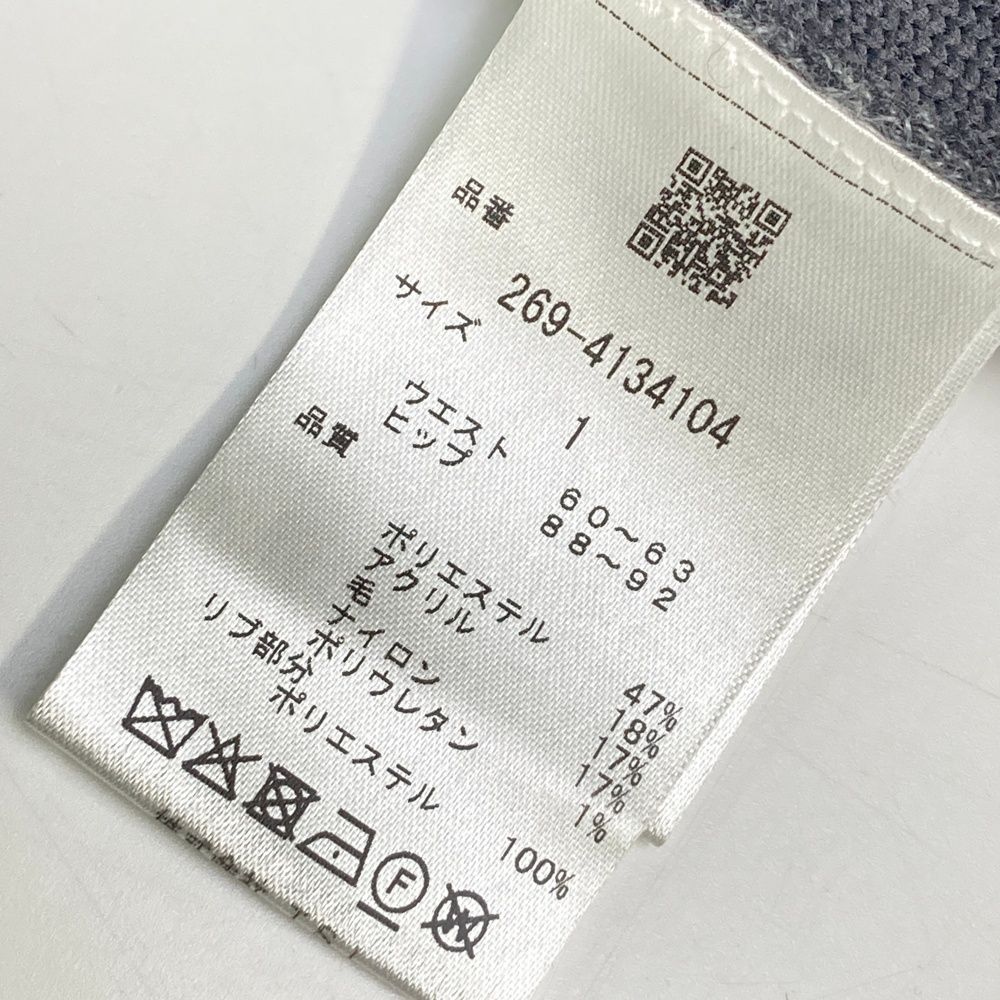 品番
269-4134104
サイズ 1
ウエスト 60～63
ヒップ 88～92
品質
ポリエステル 47%
アクリル 18%
毛 17%
ナイロン 17%
ポリウレタン 1%
リブ部分
ポリエステル 100%
F
W